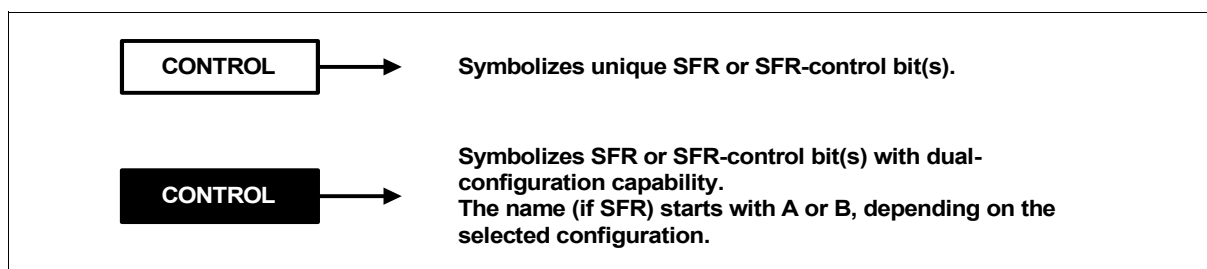 CONTROL
Symbolizes unique SFR or SFR-control bit(s).
CONTROL
Symbolizes SFR or SFR-control bit(s) with dual-
configuration capability.
The name (if SFR) starts with A or B, depending on the
selected configuration.